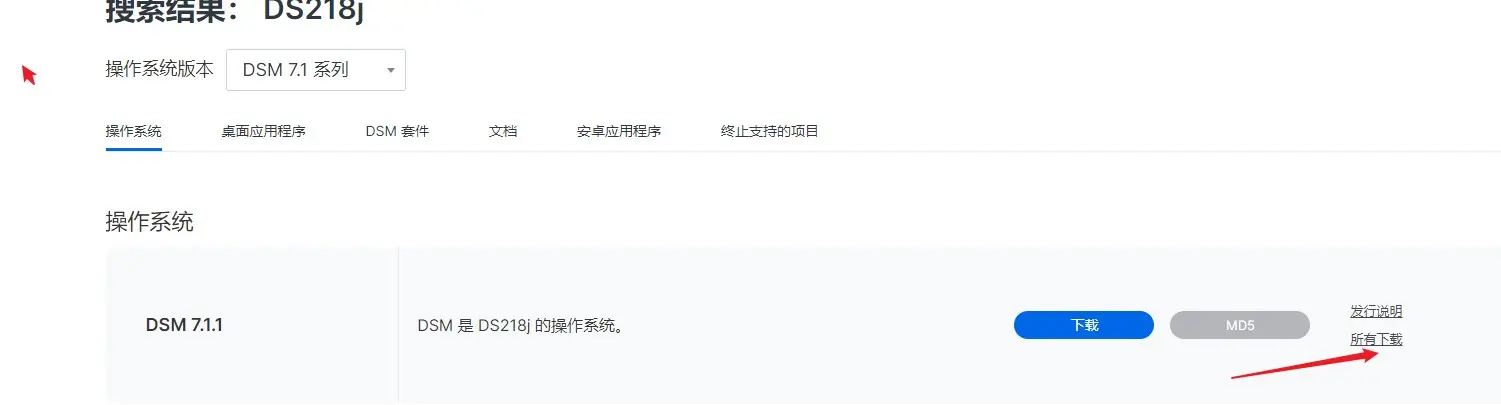 搜索结果： DS218j
操作系统版本 DSM 7.1 系列
操作系统 桌面应用程序 DSM 套件 文档 安卓应用程序 终止支持的项目
操作系统
DSM 7.1.1 DSM 是 DS218j 的操作系统。 下载 MD5 发行说明
所有下载